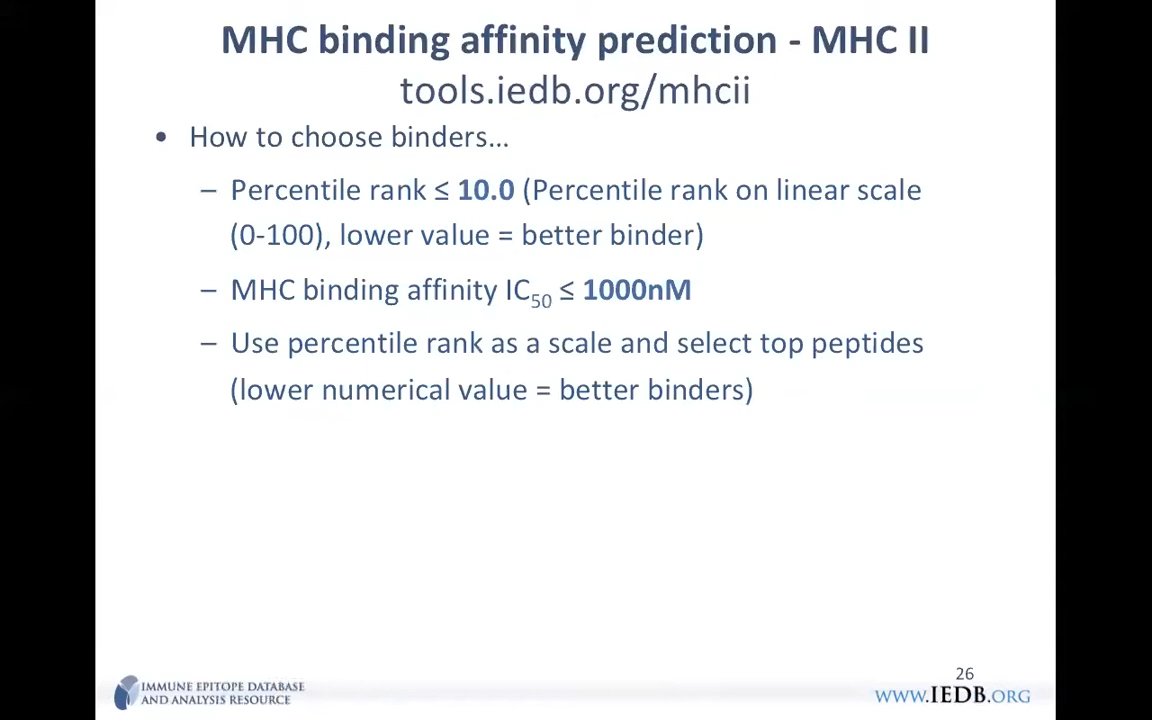 MHC binding affinity prediction - MHC II
tools.iedb.org/mhcii
• How to choose binders...
– Percentile rank ≤ 10.0 (Percentile rank on linear scale
(0-100), lower value = better binder)
– MHC binding affinity IC50 ≤ 1000nM
– Use percentile rank as a scale and select top peptides
(lower numerical value = better binders)
26
IMMUNE EPITOPE DATABASE
AND ANALYSIS RESOURCE
WWW.IEDB.ORG